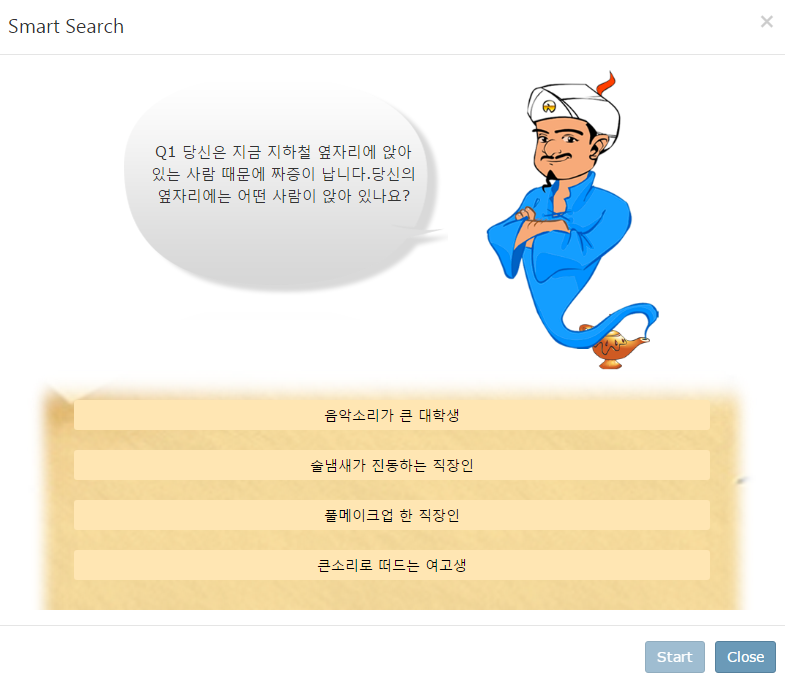 Smart Search
×
Q1 당신은 지금 지하철 옆자리에 앉아
있는 사람 때문에 짜증이 납니다.당신의
옆자리에는 어떤 사람이 앉아 있나요?
음악소리가 큰 대학생
술냄새가 진동하는 직장인
풀메이크업 한 직장인
큰소리로 떠드는 여고생
Start Close